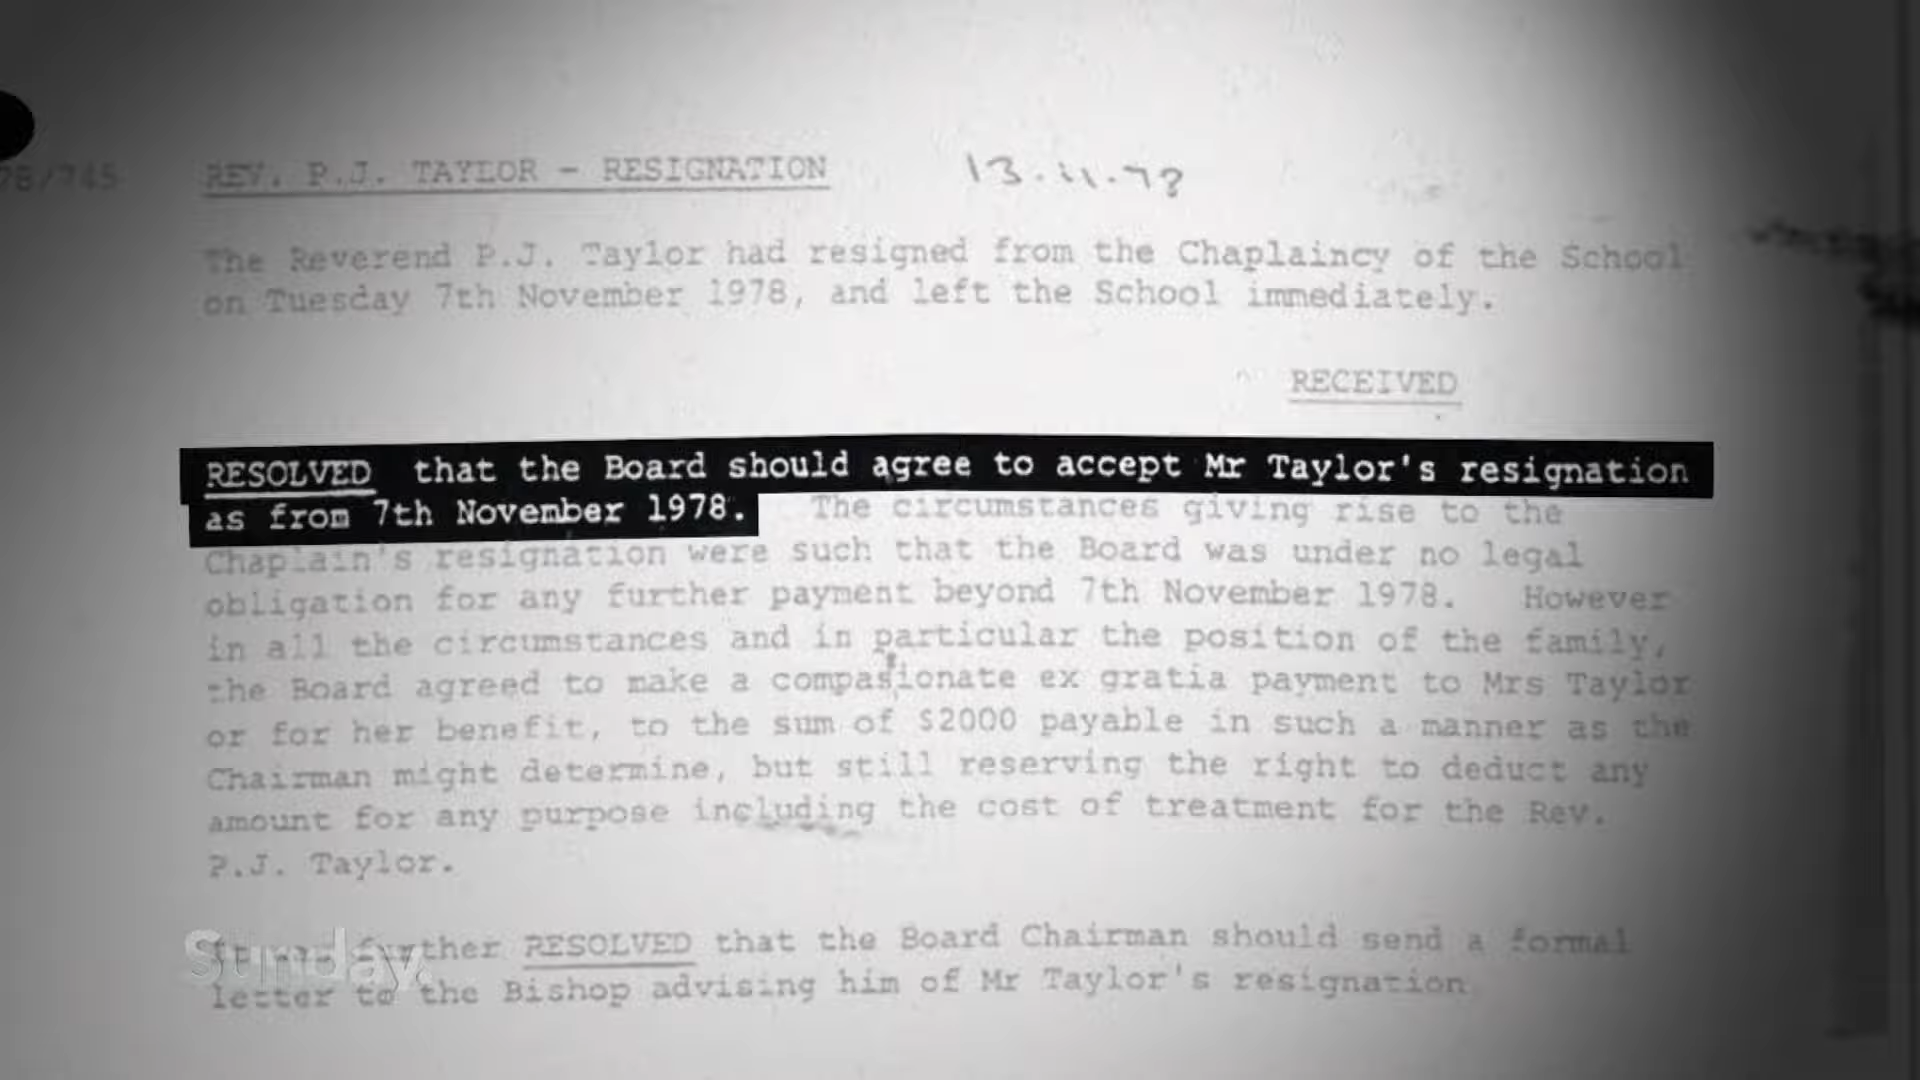 78/745 REV. P.J. TAYLOR - RESIGNATION 13.11.78
The Reverend P.J. Taylor had resigned from the Chaplaincy of the School
on Tuesday 7th November 1978, and left the School immediately.
RECEIVED
RESOLVED that the Board should agree to accept Mr Taylor's resignation
as from 7th November 1978. The circumstances giving rise to the
Chaplain's resignation were such that the Board was under no legal
obligation for any further payment beyond 7th November 1978. However
in all the circumstances and in particular the position of the family,
the Board agreed to make a compasionate ex gratia payment to Mrs Taylor
or for her benefit, to the sum of $2000 payable in such a manner as the
Chairman might determine, but still reserving the right to deduct any
amount for any purpose including the cost of treatment for the Rev.
P.J. Taylor.
further RESOLVED that the Board Chairman should send a formal
letter to the Bishop advising him of Mr Taylor's resignation
Sunday.